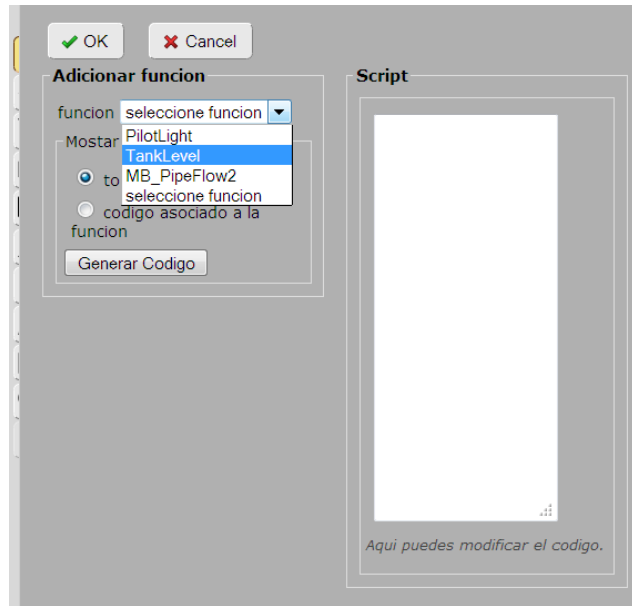 OK
Cancel
Adicionar funcion
funcion seleccione funcion
Mostar
PilotLight
TankLevel
MB_PipeFlow2
seleccione funcion
to
codigo asociado a la
funcion
Generar Codigo
Script
Aqui puedes modificar el codigo.